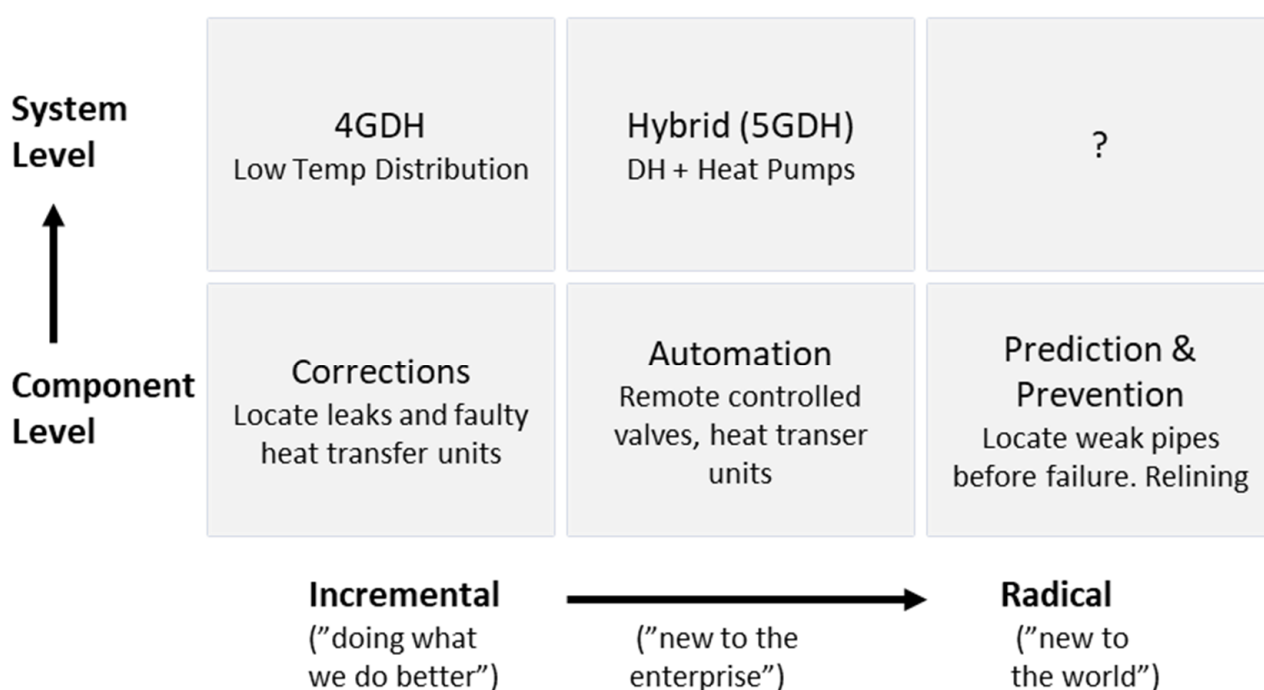 System
Level
4GDH
Low Temp Distribution
Hybrid (5GDH)
DH + Heat Pumps
?
Component
Level
Corrections
Locate leaks and faulty
heat transfer units
Automation
Remote controlled
valves, heat transer
units
Prediction &
Prevention
Locate weak pipes
before failure. Relining
Incremental
(”doing what
we do better”)
(”new to the
enterprise”)
Radical
(”new to
the world”)